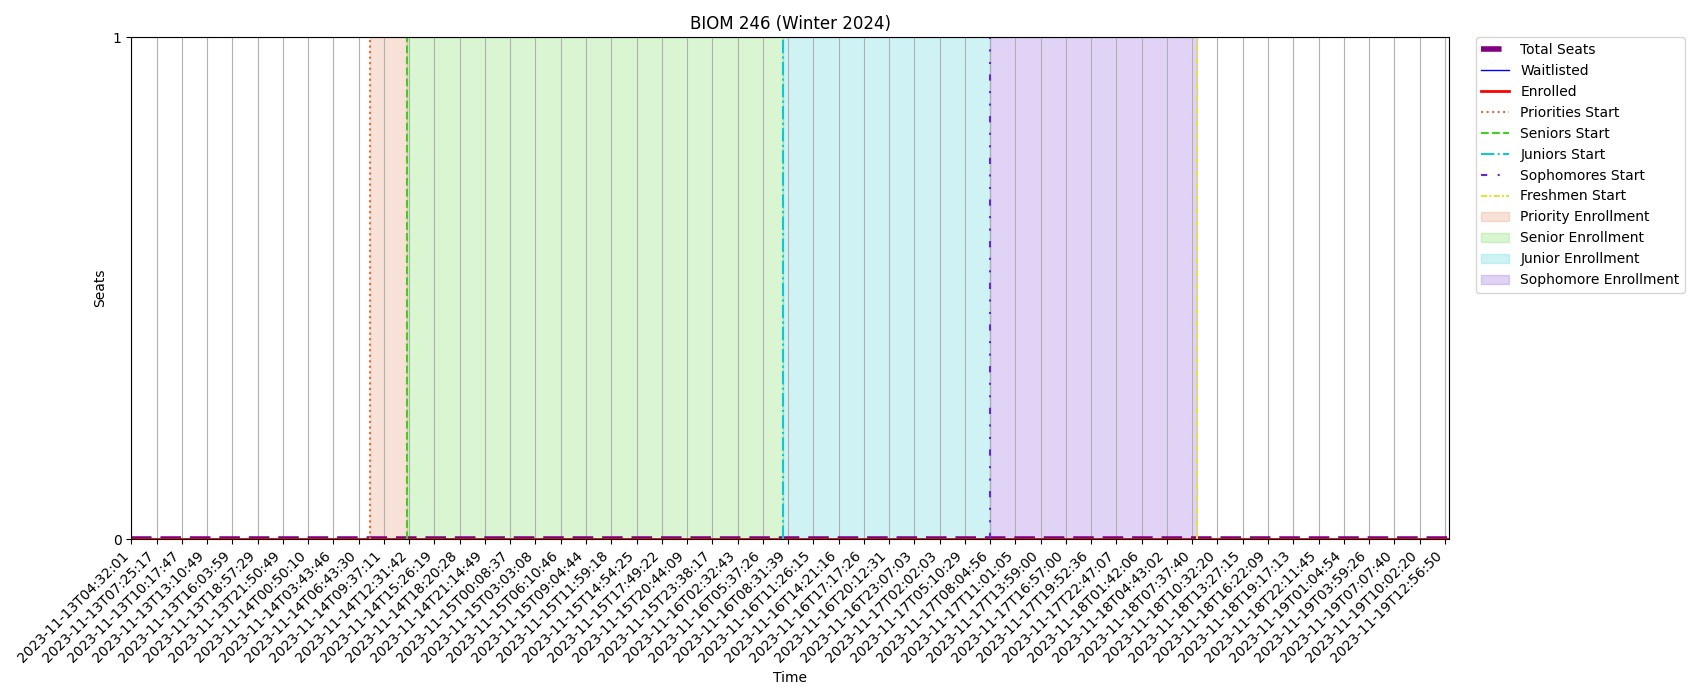 BIOM 246 (Winter 2024)
1
0
Seats
2023-11-13T04:32:01
2023-11-13T07:25:17
2023-11-13T10:17:47
2023-11-13T13:10:49
2023-11-13T16:03:59
2023-11-13T18:57:29
2023-11-13T21:50:49
2023-11-14T00:50:10
2023-11-14T03:43:46
2023-11-14T06:43:30
2023-11-14T09:37:11
2023-11-14T12:31:42
2023-11-14T15:26:19
2023-11-14T18:20:28
2023-11-14T21:14:49
2023-11-15T00:08:37
2023-11-15T03:03:08
2023-11-15T06:10:46
2023-11-15T09:04:44
2023-11-15T11:59:18
2023-11-15T14:54:25
2023-11-15T17:49:22
2023-11-15T20:44:09
2023-11-15T23:38:17
2023-11-16T02:32:43
2023-11-16T05:37:26
2023-11-16T08:31:39
2023-11-16T11:26:15
2023-11-16T14:21:16
2023-11-16T17:17:26
2023-11-16T20:12:31
2023-11-16T23:07:03
2023-11-17T02:02:03
2023-11-17T05:10:29
2023-11-17T08:04:56
2023-11-17T11:01:05
2023-11-17T13:59:00
2023-11-17T16:57:00
2023-11-17T19:52:36
2023-11-17T22:47:07
2023-11-18T01:42:06
2023-11-18T04:43:02
2023-11-18T07:37:40
2023-11-18T10:32:20
2023-11-18T13:27:15
2023-11-18T16:22:09
2023-11-18T19:17:13
2023-11-18T22:11:45
2023-11-19T01:04:54
2023-11-19T03:59:26
2023-11-19T07:07:40
2023-11-19T10:02:20
2023-11-19T12:56:50
Time
Total Seats
Waitlisted
Enrolled
Priorities Start
Seniors Start
Juniors Start
Sophomores Start
Freshmen Start
Priority Enrollment
Senior Enrollment
Junior Enrollment
Sophomore Enrollment